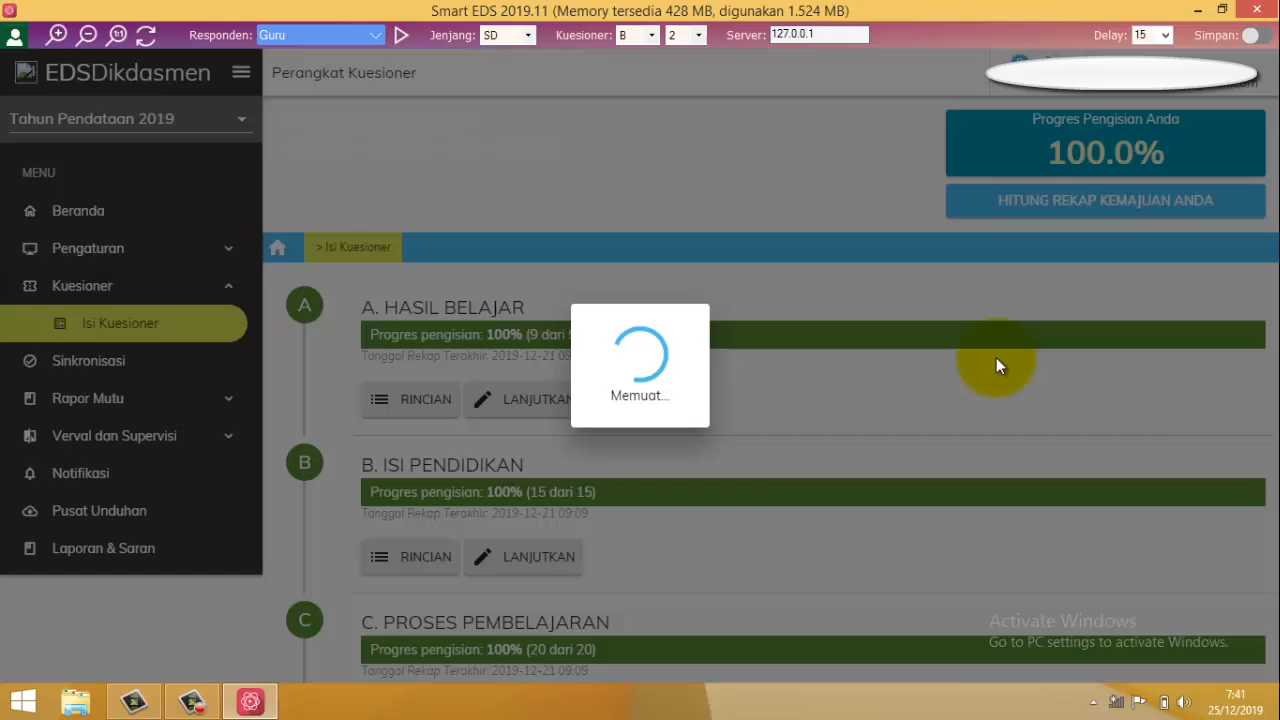 Smart EDS 2019.11 (Memory tersedia 428 MB, digunakan 1.524 MB)
Responden: Guru Jenjang: SD Kuesioner: B 2 Server: 127.0.0.1 Delay: 15 Simpan:
EDSDikdasmen
Perangkat Kuesioner
Tahun Pendataan 2019
Progres Pengisian Anda
100.0%
HITUNG REKAP KEMAJUAN ANDA
MENU
Beranda
Pengaturan
Kuesioner
Isi Kuesioner
Sinkronisasi
Rapor Mutu
Verval dan Supervisi
Notifikasi
Pusat Unduhan
Laporan & Saran
> Isi Kuesioner
A
A. HASIL BELAJAR
Progres pengisian: 100% (9 dari
Tanggal Rekap Terakhir: 2019-12-21 09
RINCIAN LANJUTKAN
Memuat...
B
B. ISI PENDIDIKAN
Progres pengisian: 100% (15 dari 15)
Tanggal Rekap Terakhir: 2019-12-21 09:09
RINCIAN LANJUTKAN
C
C. PROSES PEMBELAJARAN
Progres pengisian: 100% (20 dari 20)
Tanggal Rekap Terakhir: 2019-12-21 09:09
Activate Windows
Go to PC settings to activate Windows.
7:41
25/12/2019